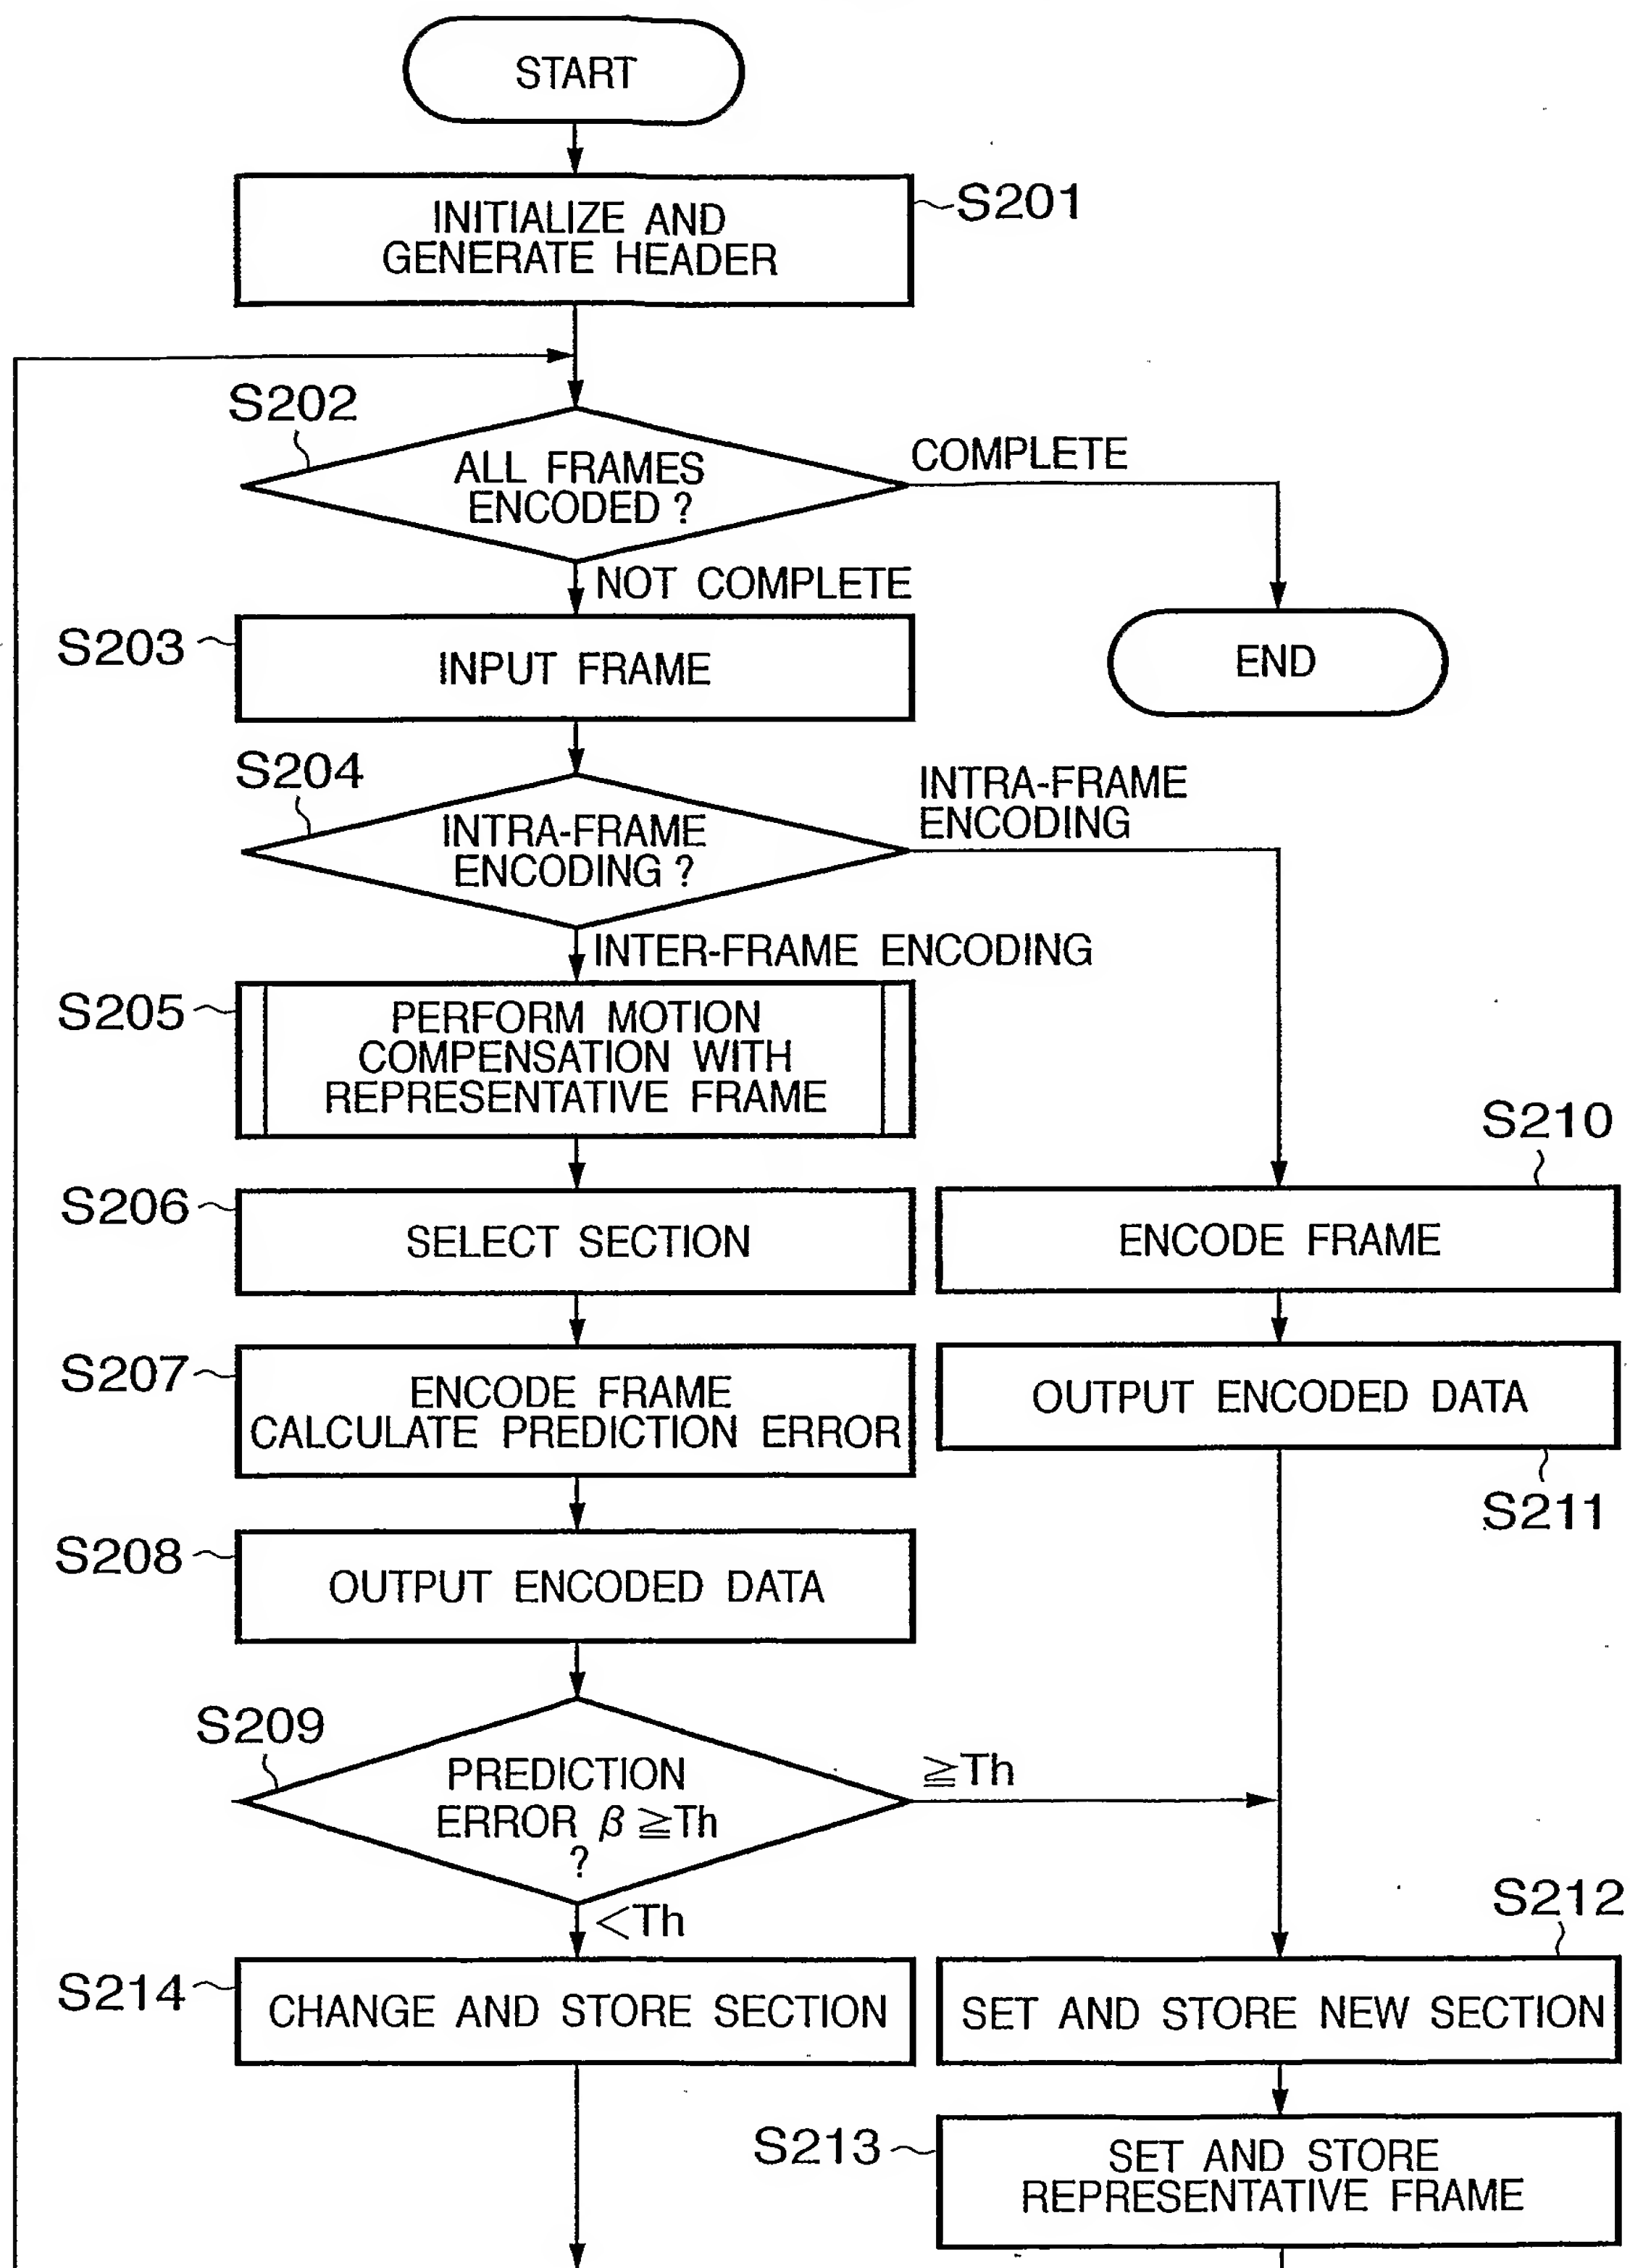 START
INITIALIZE AND
GENERATE HEADER
S201
S202
ALL FRAMES
ENCODED ?
COMPLETE
NOT COMPLETE
S203
INPUT FRAME
END
S204
INTRA-FRAME
ENCODING ?
INTRA-FRAME
ENCODING
INTER-FRAME ENCODING
S205
PERFORM MOTION
COMPENSATION WITH
REPRESENTATIVE FRAME
S206
SELECT SECTION
S210
ENCODE FRAME
S207
ENCODE FRAME
CALCULATE PREDICTION ERROR
OUTPUT ENCODED DATA
S211
S208
OUTPUT ENCODED DATA
S209
PREDICTION
ERROR β ≧Th
?
≧Th
<Th
S212
S214
CHANGE AND STORE SECTION
SET AND STORE NEW SECTION
S213
SET AND STORE
REPRESENTATIVE FRAME